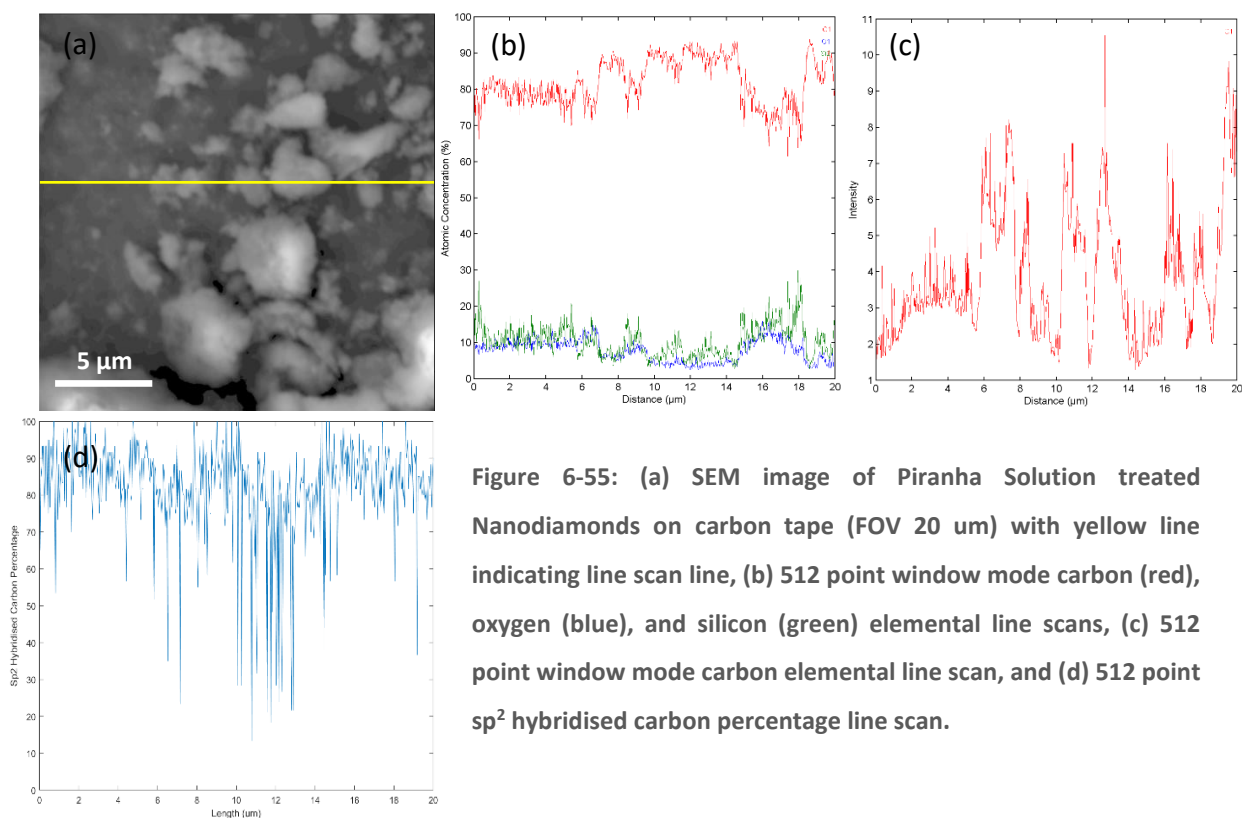 (a)
5 µm
(b)
C1
O1
Atomic Concentration (%)
100
90
80
70
60
50
40
30
20
10
0
0 2 4 6 8 10 12 14 16 18 20
Distance (µm)
(c)
C1
Intensity
11
10
9
8
7
6
5
4
3
2
1
0 2 4 6 8 10 12 14 16 18 20
Distance (µm)
(d)
Sp2 Hybridised Carbon Percentage
100
90
80
70
60
50
40
30
20
10
0
0 2 4 6 8 10 12 14 16 18 20
Length (um)
Figure 6-55: (a) SEM image of Piranha Solution treated
Nanodiamonds on carbon tape (FOV 20 um) with yellow line
indicating line scan line, (b) 512 point window mode carbon (red),
oxygen (blue), and silicon (green) elemental line scans, (c) 512
point window mode carbon elemental line scan, and (d) 512 point
sp² hybridised carbon percentage line scan.